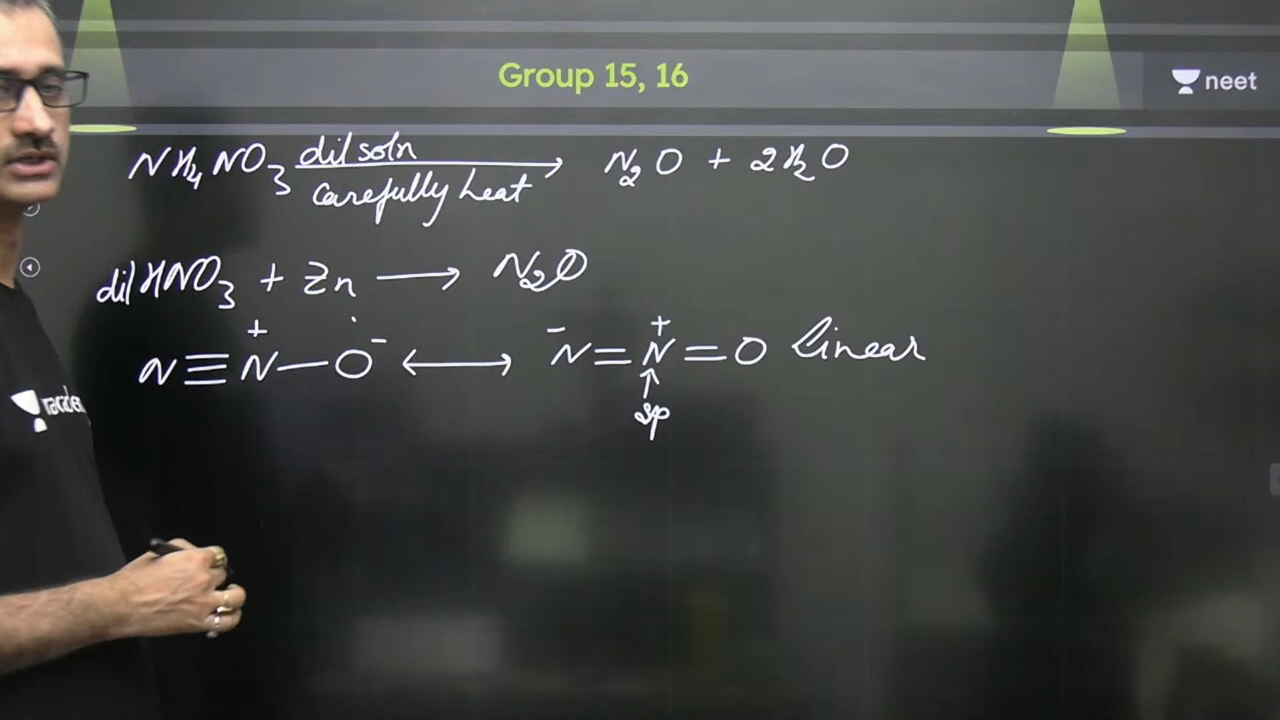 Group 15, 16
neet
NH₄NO₃ dil soln carefully heat → N₂O + 2H₂O
dil HNO₃ + Zn → N₂O
N≡N⁺—O⁻ ↔ ⁻N=N⁺=O Linear
sp